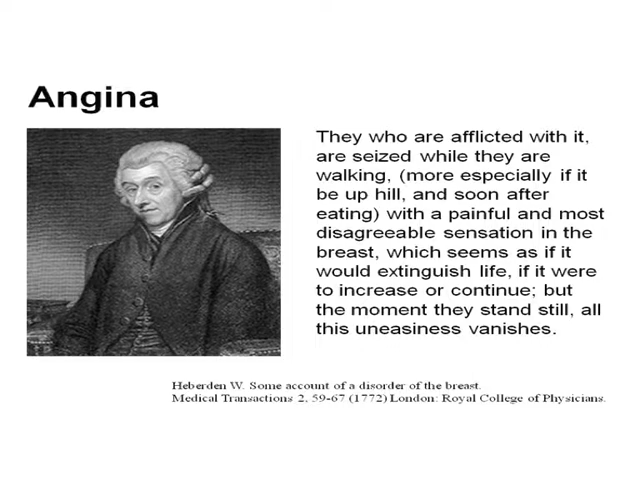 Angina
They who are afflicted with it,
are seized while they are
walking, (more especially if it
be up hill, and soon after
eating) with a painful and most
disagreeable sensation in the
breast, which seems as if it
would extinguish life, if it were
to increase or continue; but
the moment they stand still, all
this uneasiness vanishes.
Heberden W. Some account of a disorder of the breast.
Medical Transactions 2, 59-67 (1772) London: Royal College of Physicians.